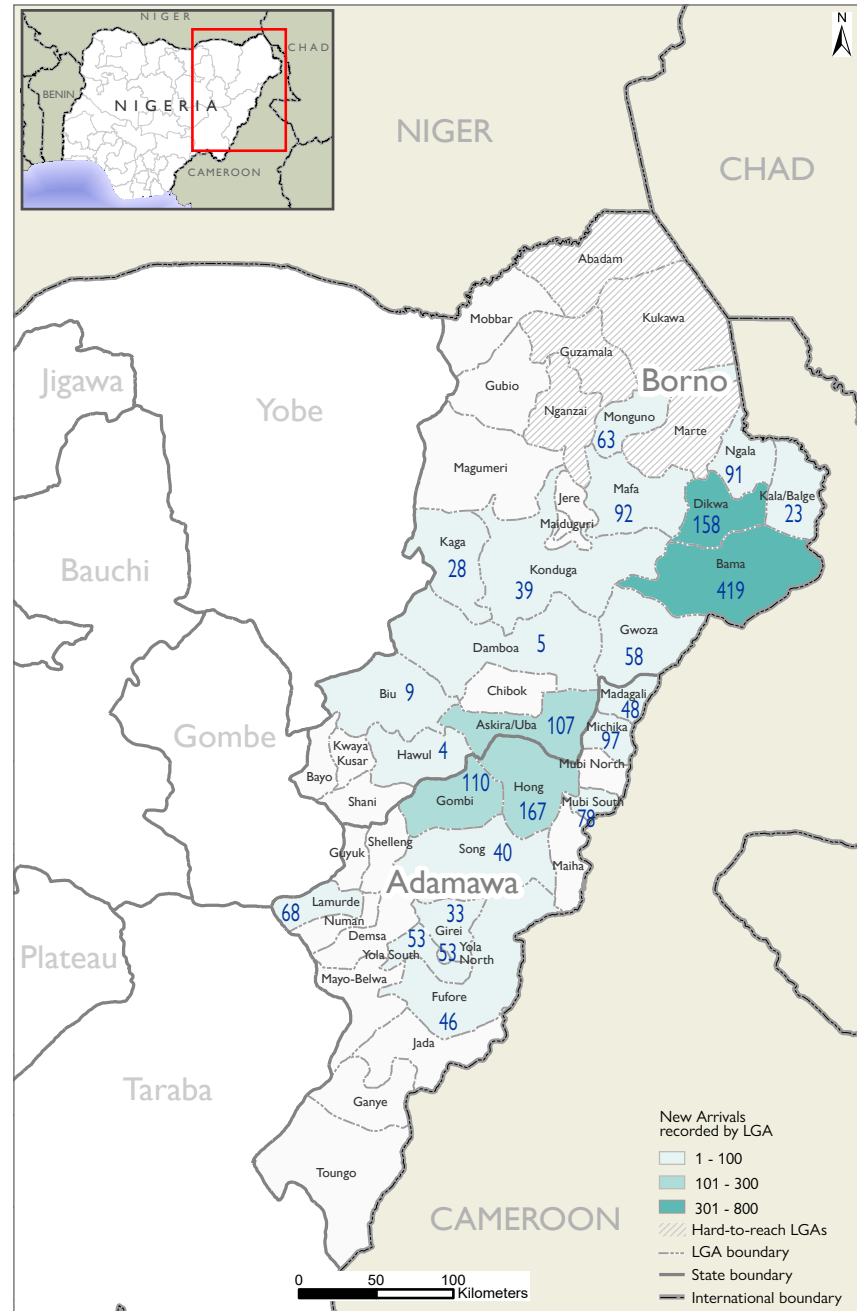 NIGER
CHAD
BENIN
NIGERIA
CAMEROON
N
NIGER
CHAD
Abadam
Mobbar
Kukawa
Guzamala
Jigawa
Borno
Yobe
Gubio
Nganzai
Monguno
63
Marte
Magumeri
Ngala
91
Jere
Mafa
92
Dikwa
158
Kala/Balge
23
Maiduguri
Kaga
28
Konduga
39
Bama
419
Bauchi
Gwoza
58
Damboa
5
Chibok
Biu 9
Madagali
48
Askira/Uba 107
Michika
97
Gombe
Kwaya
Kusar
Hawul 4
Bayo
Mubi North
110
Gombi
Hong
167
Shani
Mubi South
78
Shelleng
Guyuk
Song 40
Maiha
Adamawa
Lamurde
68
33
Numan
Girei
Demsa
53
Yola South
53
Yola
North
Plateau
Mayo-Belwa
Fufore
46
Jada
Taraba
Ganye
Toungo
CAMEROON
New Arrivals
recorded by LGA
1 - 100
101 - 300
301 - 800
Hard-to-reach LGAs
LGA boundary
State boundary
International boundary
0 50 100
Kilometers